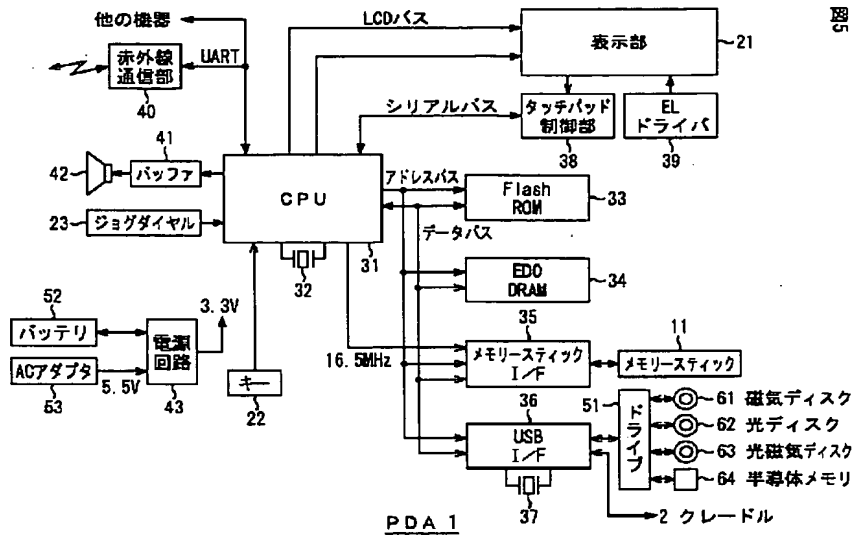 図5
他の機器
LCDバス
表示部
21
赤外線
通信部
UART
40
シリアルバス
タッチパッド
制御部
38
EL
ドライバ
39
41
バッファ
42
CPU
31
アドレスバス
Flash
ROM
33
23
ジョグダイヤル
データバス
32
EDO
DRAM
34
3.3V
52
バッテリ
電源
回路
43
ACアダプタ
53
5.5V
キー
22
16.5MHz
35
メモリースティック
I/F
11
メモリースティック
36
USB
I/F
37
51
ドライブ
61 磁気ディスク
62 光ディスク
63 光磁気ディスク
64 半導体メモリ
2 クレードル
PDA 1